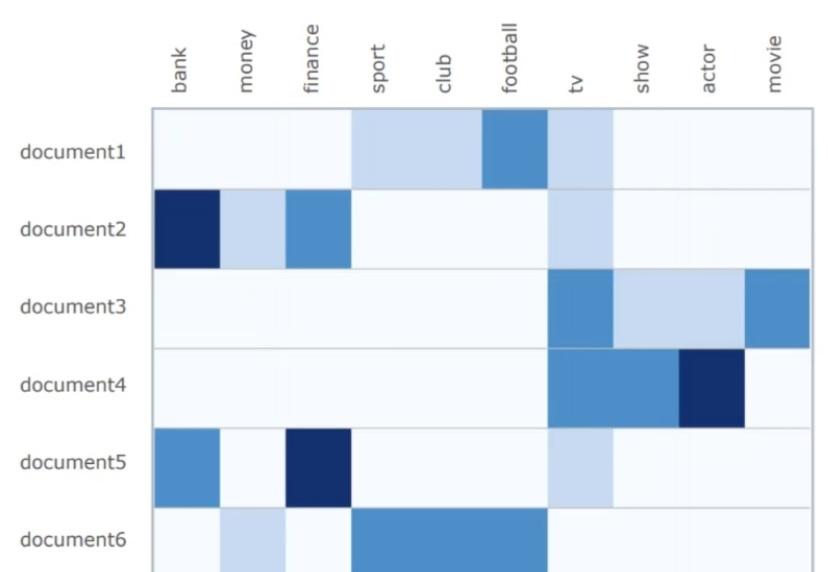 bank money finance sport club football tv show actor movie
document1
document2
document3
document4
document5
document6